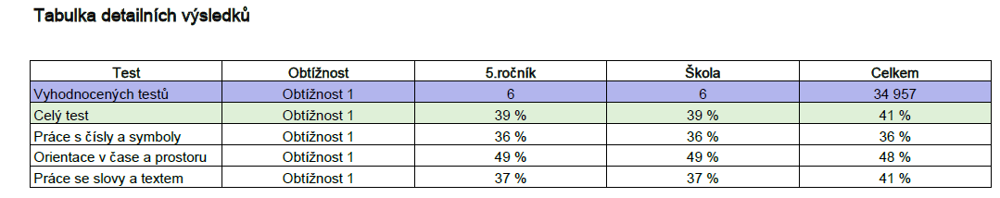 Tabulka detailních výsledků
Test Obtížnost 5.ročník Škola Celkem
Vyhodnocených testů Obtížnost 1 6 6 34 957
Celý test Obtížnost 1 39 % 39 % 41 %
Práce s čísly a symboly Obtížnost 1 36 % 36 % 36 %
Orientace v čase a prostoru Obtížnost 1 49 % 49 % 48 %
Práce se slovy a textem Obtížnost 1 37 % 37 % 41 %